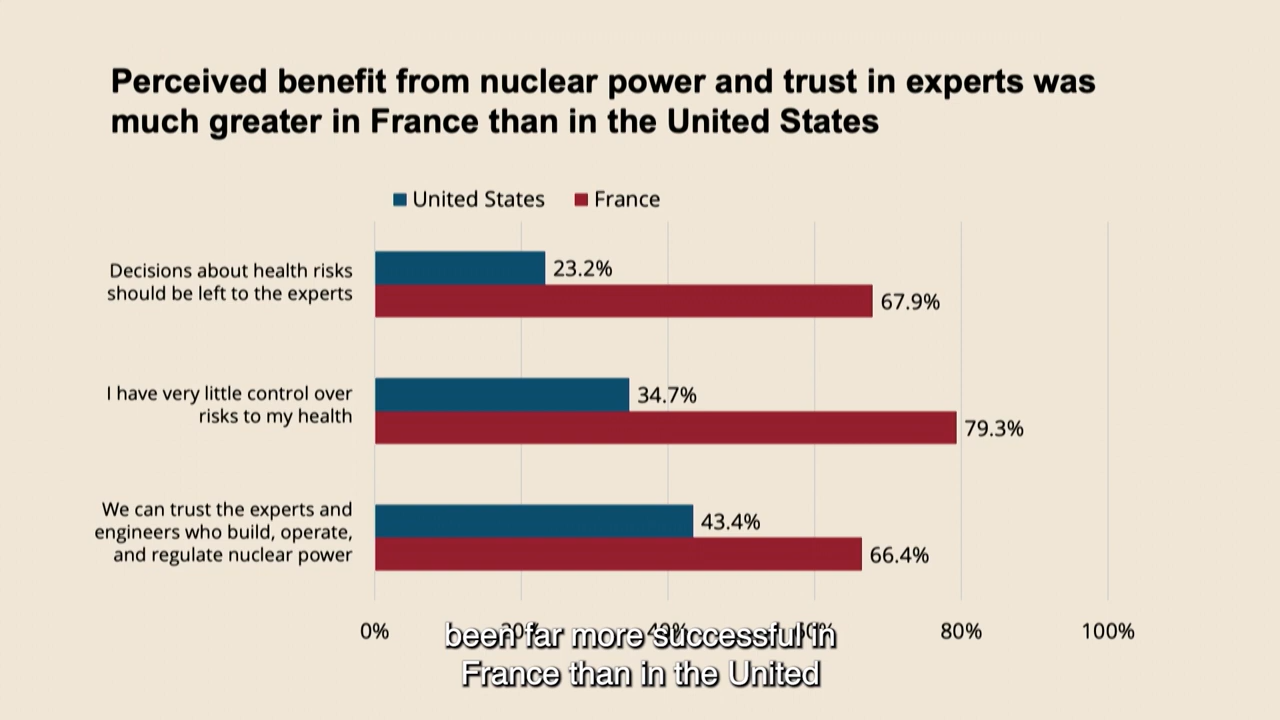 Perceived benefit from nuclear power and trust in experts was
much greater in France than in the United States
United States
France
Decisions about health risks
should be left to the experts
23.2%
67.9%
I have very little control over
risks to my health
34.7%
79.3%
We can trust the experts and
engineers who build, operate,
and regulate nuclear power
43.4%
66.4%
0% 20% 40% 60% 80% 100%
been far more successful in
France than in the United